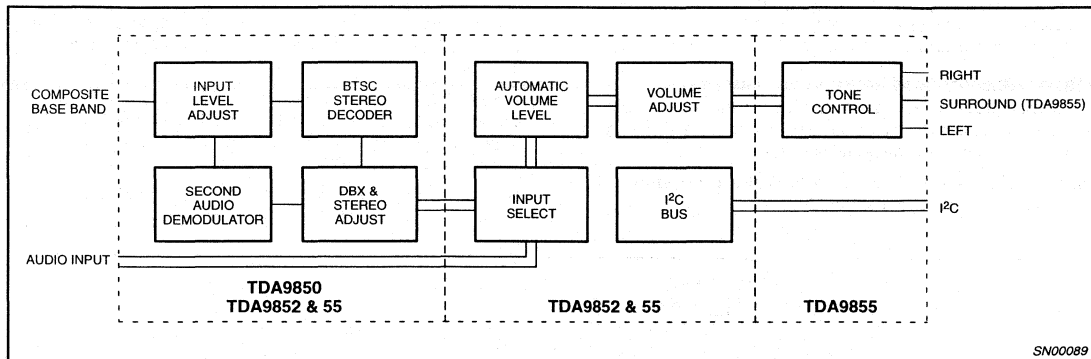 COMPOSITE
BASE BAND
INPUT
LEVEL
ADJUST
BTSC
STEREO
DECODER
AUTOMATIC
VOLUME
LEVEL
VOLUME
ADJUST
TONE
CONTROL
RIGHT
SURROUND (TDA9855)
LEFT
SECOND
AUDIO
DEMODULATOR
DBX &
STEREO
ADJUST
INPUT
SELECT
I²C
BUS
I²C
AUDIO INPUT
TDA9850
TDA9852 & 55
TDA9852 & 55
TDA9855
SN00089